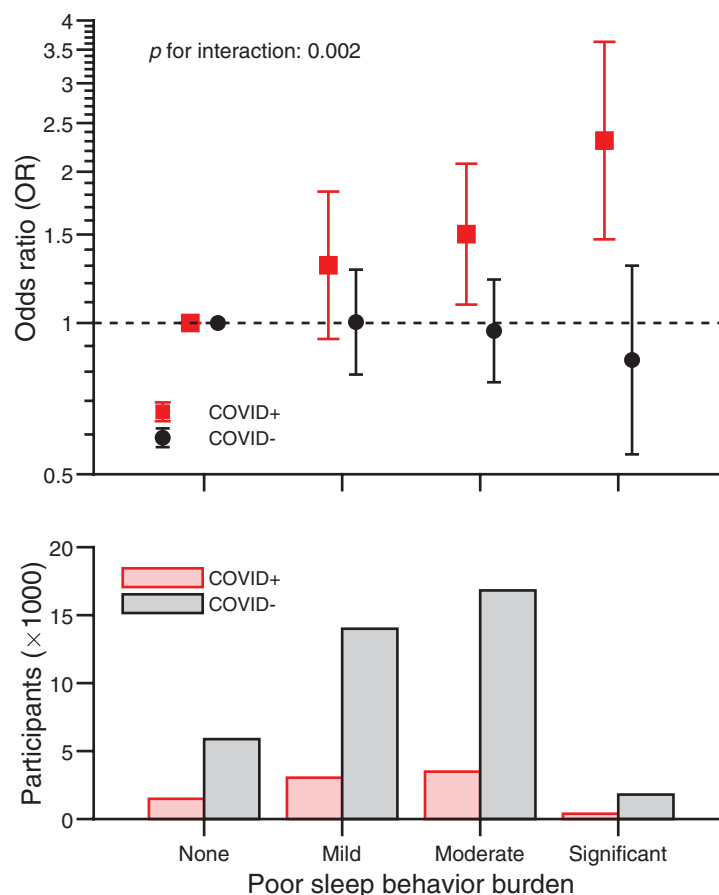 p for interaction: 0.002
Odds ratio (OR)
4
3.5
3
2.5
2
1.5
1
0.5
COVID+
COVID-
Participants (×1000)
20
15
10
5
0
COVID+
COVID-
None Mild Moderate Significant
Poor sleep behavior burden